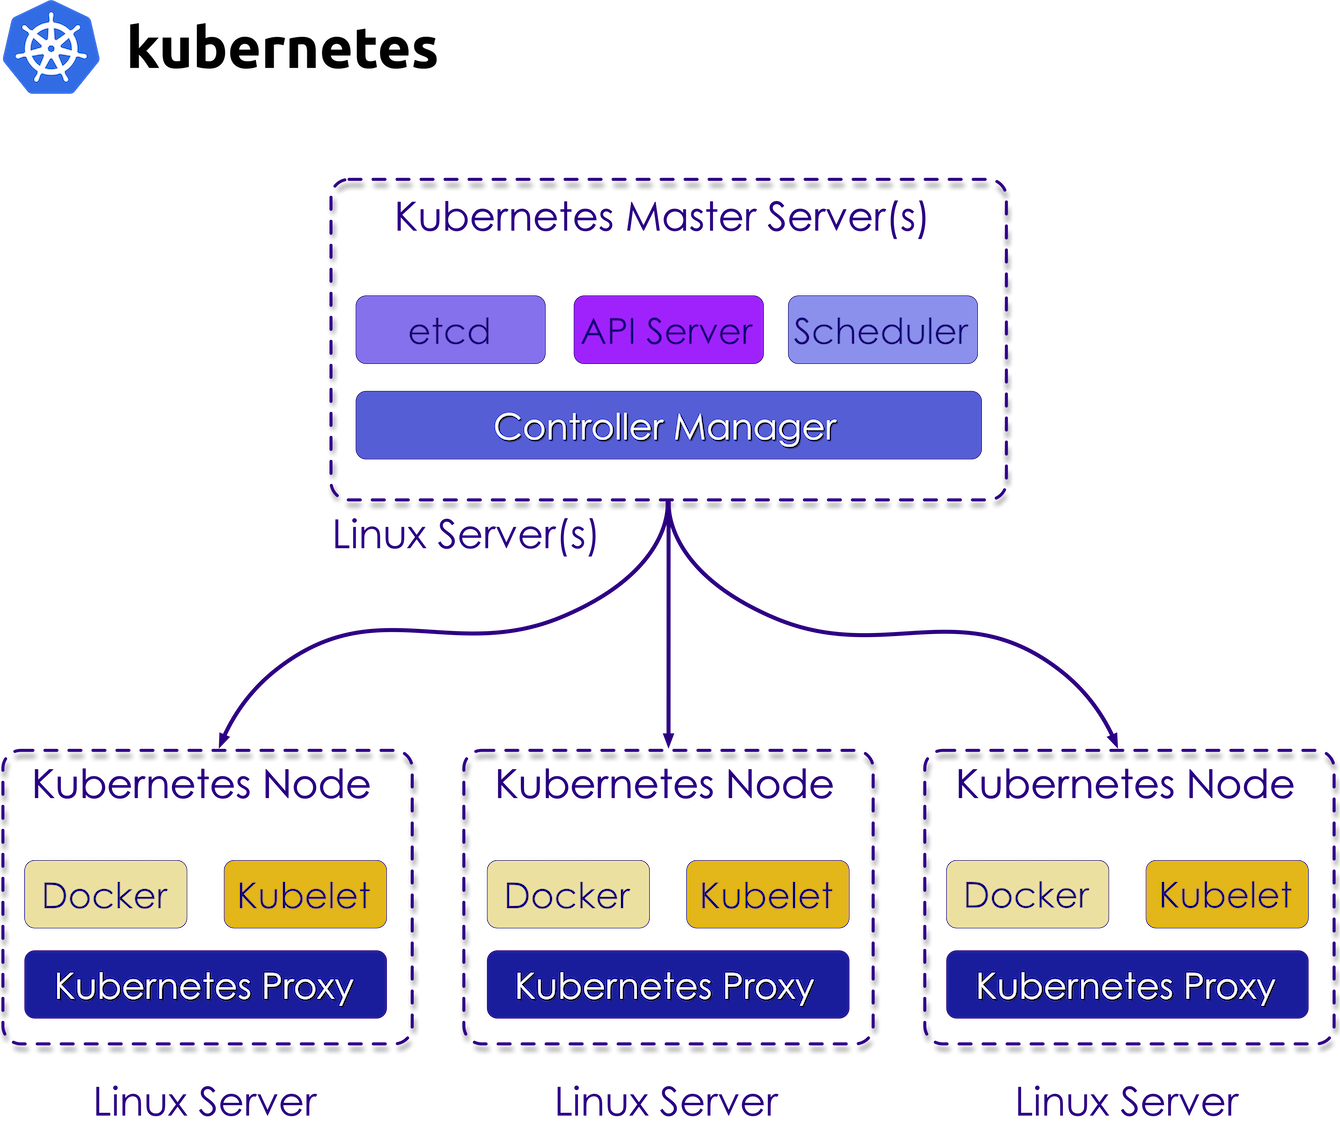 kubernetes
Kubernetes Master Server(s)
etcd
API Server
Scheduler
Controller Manager
Linux Server(s)
Kubernetes Node
Docker
Kubelet
Kubernetes Proxy
Linux Server
Kubernetes Node
Docker
Kubelet
Kubernetes Proxy
Linux Server
Kubernetes Node
Docker
Kubelet
Kubernetes Proxy
Linux Server